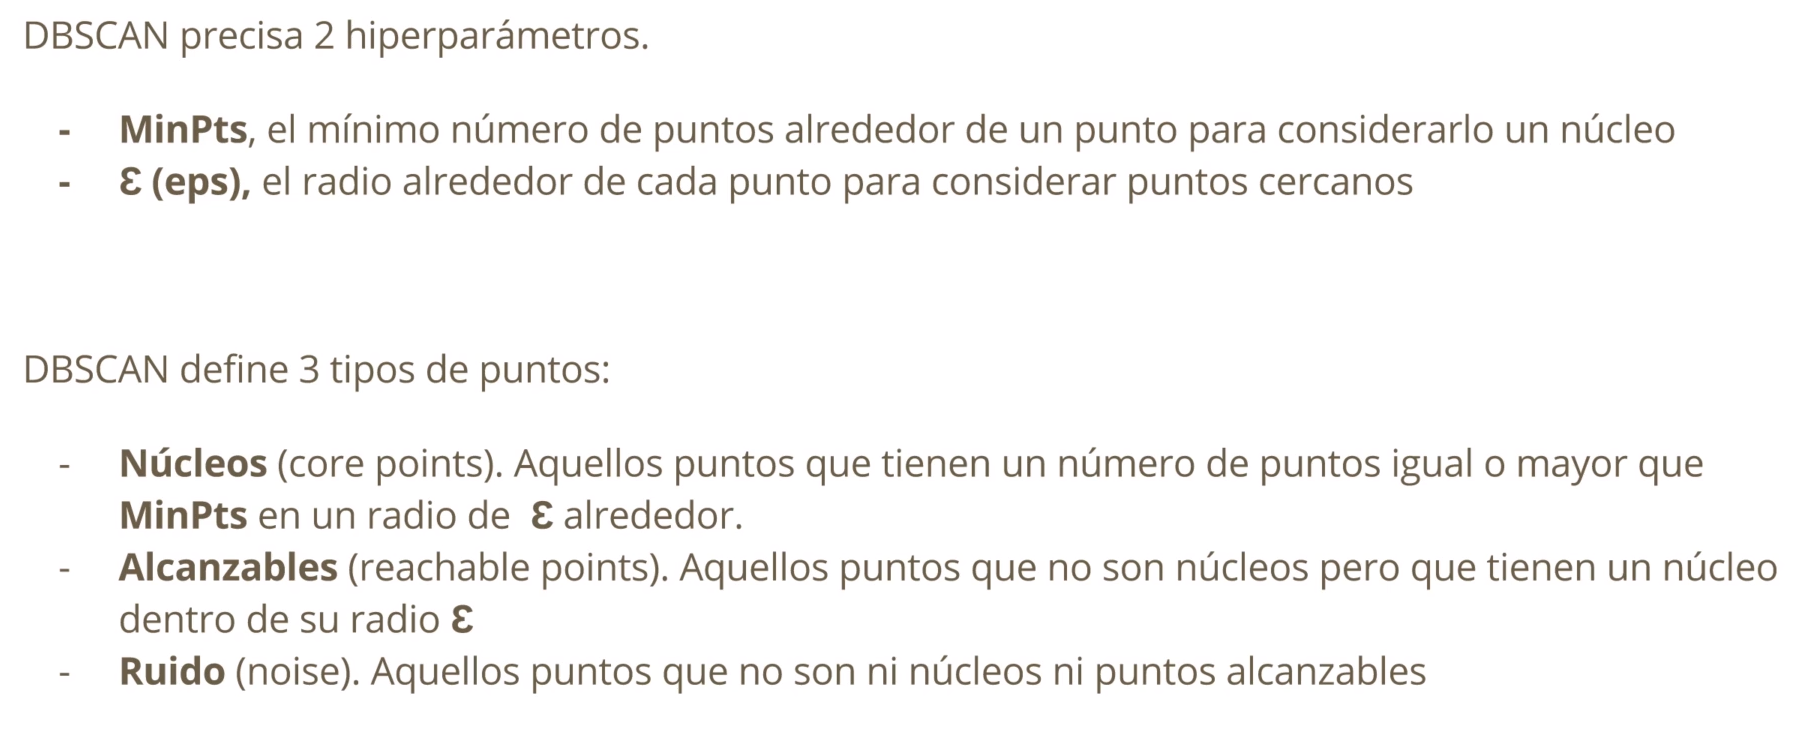 DBSCAN precisa 2 hiperparámetros.
- MinPts, el mínimo número de puntos alrededor de un punto para considerarlo un núcleo
- Ɛ (eps), el radio alrededor de cada punto para considerar puntos cercanos
DBSCAN define 3 tipos de puntos:
- Núcleos (core points). Aquellos puntos que tienen un número de puntos igual o mayor que
MinPts en un radio de Ɛ alrededor.
- Alcanzables (reachable points). Aquellos puntos que no son núcleos pero que tienen un núcleo
dentro de su radio Ɛ
- Ruido (noise). Aquellos puntos que no son ni núcleos ni puntos alcanzables